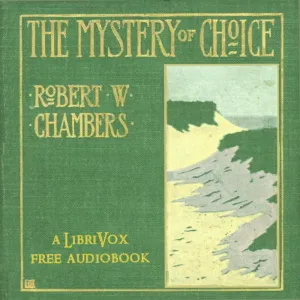 THE MYSTERY OF CHOICE
·ROBERT W·
CHAMBERS·
A LIBRIVOX
FREE AUDIOBOOK